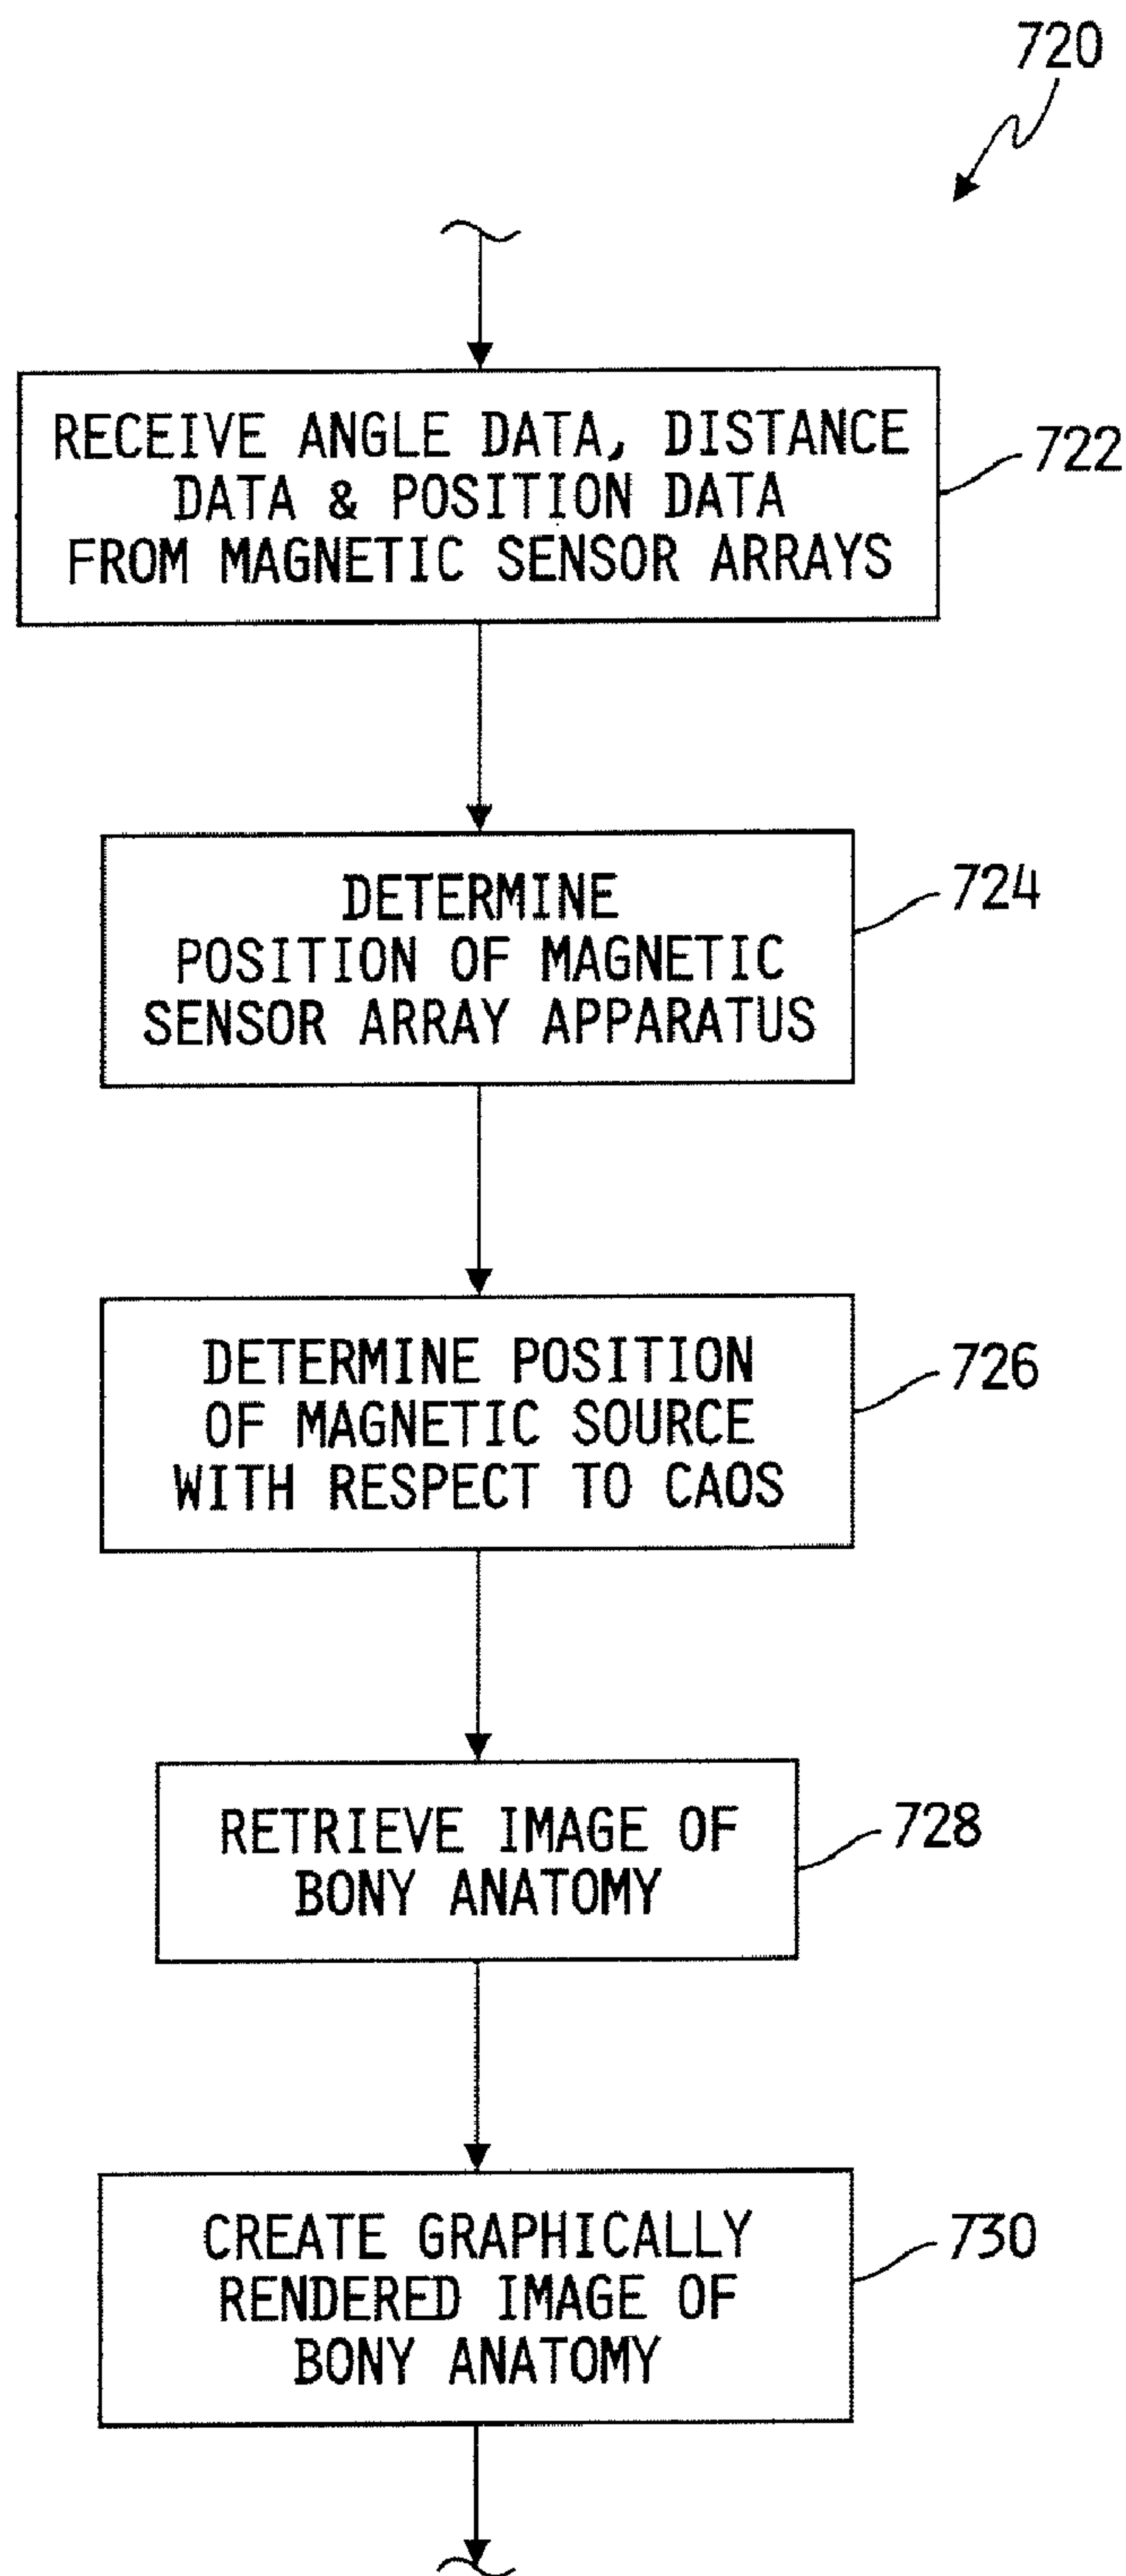 720
RECEIVE ANGLE DATA, DISTANCE
DATA & POSITION DATA
FROM MAGNETIC SENSOR ARRAYS
722
DETERMINE
POSITION OF MAGNETIC
SENSOR ARRAY APPARATUS
724
DETERMINE POSITION
OF MAGNETIC SOURCE
WITH RESPECT TO CAOS
726
RETRIEVE IMAGE OF
BONY ANATOMY
728
CREATE GRAPHICALLY
RENDERED IMAGE OF
BONY ANATOMY
730